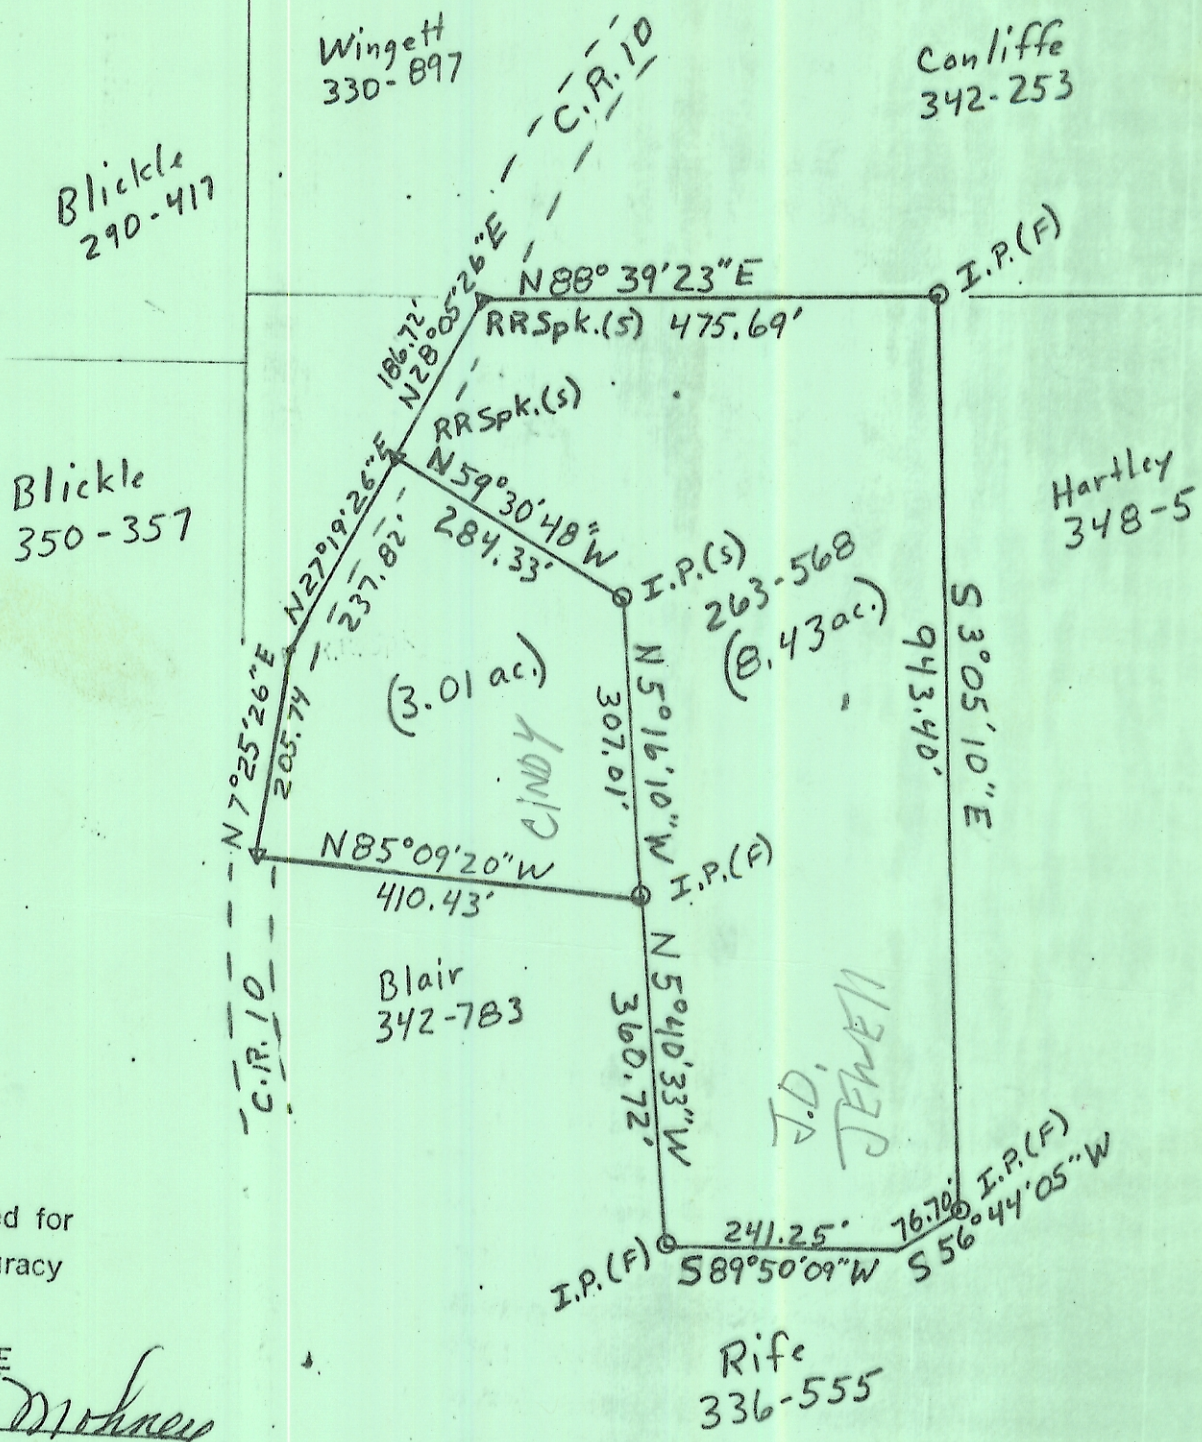 Wingett
330-897
C.R.10
Conliffe
342-253
Blickle
290-417
I.P.(F)
N88°39'23"E
RRSpk.(S) 475.69'
186.72'
N28°05'26"E
RRSpk.(S)
N59°30'48"W
284.33'
Blickle
350-357
Hartley
348-5
N27°19'26"E
237.82'
I.P.(S)
263-568
(8.43ac.)
S3°05'10"E
943.40'
(3.01 ac.)
N5°16'10"W
307.01'
CINDY
N7°25'26"E
205.74
N85°09'20"W
410.43'
I.P.(F)
Blair
342-783
N5°40'33"W
360.72'
C.R.10
J.D.
JEWELL
I.P.(F)
76.70'
S56°44'05"W
241.25'
S89°50'09"W
I.P.(F)
ed for
racy
E
Mohney
Rife
336-555